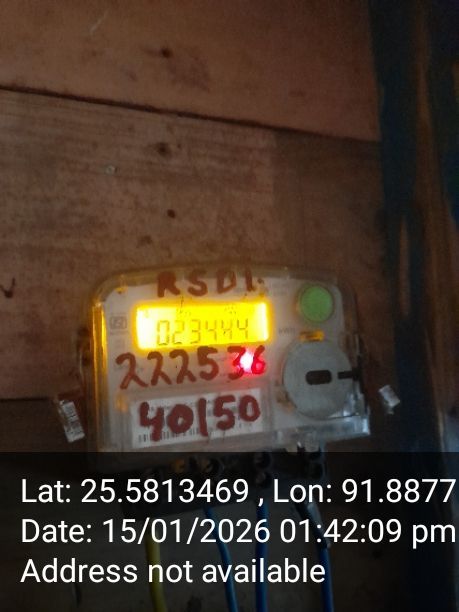 RSD1.
023444
222536
40150
Lat: 25.5813469 , Lon: 91.8877
Date: 15/01/2026 01:42:09 pm
Address not available